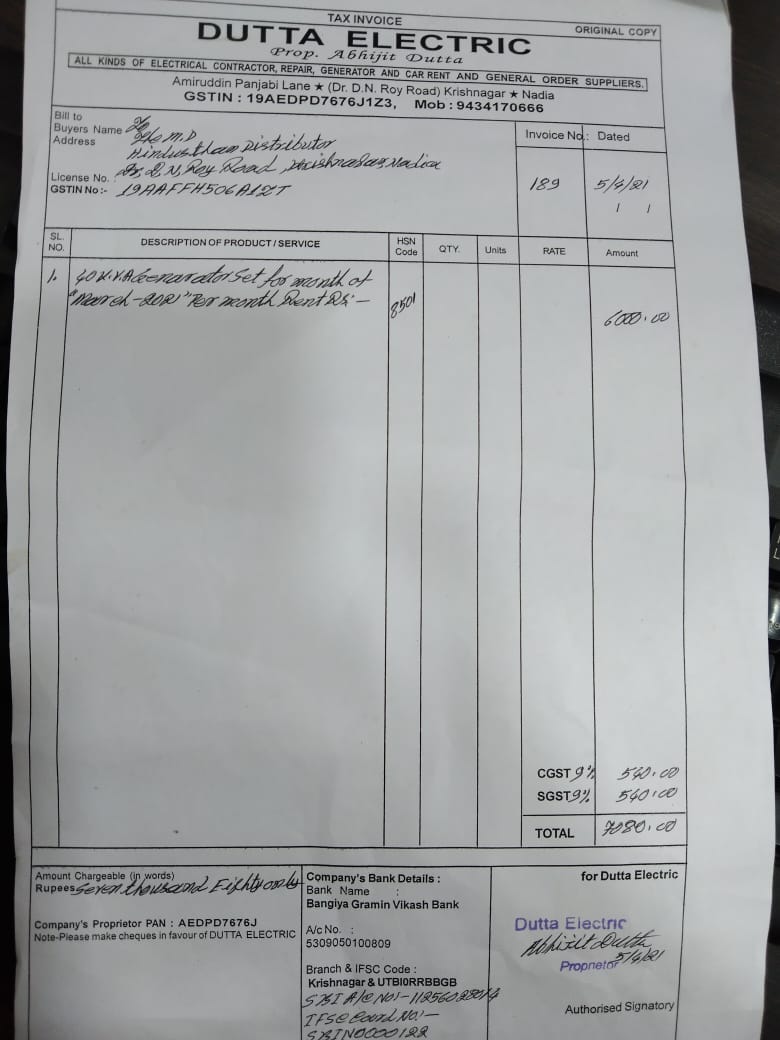 TAX INVOICE
ORIGINAL COPY
DUTTA ELECTRIC
Prop. Abhijit Dutta
ALL KINDS OF ELECTRICAL CONTRACTOR, REPAIR, GENERATOR AND CAR RENT AND GENERAL ORDER SUPPLIERS.
Amiruddin Panjabi Lane ★ (Dr. D.N. Roy Road) Krishnagar ★ Nadia
GSTIN : 19AEDPD7676J1Z3, Mob : 9434170666
Bill to
Buyers Name To
Address The M.D
Hindusthan Distributor
Dr. D.N. Roy Road, Krishnagar, Nadia
License No. :
GSTIN No :- 19AAFFH506A1ZT
Invoice No.: Dated
189 5/4/21
SL. NO. DESCRIPTION OF PRODUCT / SERVICE HSN Code QTY. Units RATE Amount
1. 40 K.V.A Genarator Set for month of
"March-2021" Per month Rent Rs:- 8501 6000.00
CGST 9% 540.00
SGST 9% 540.00
TOTAL 7080.00
Amount Chargeable (in words)
Rupees Seven thousand Eighty only
Company's Proprietor PAN : AEDPD7676J
Note-Please make cheques in favour of DUTTA ELECTRIC
Company's Bank Details :
Bank Name :
Bangiya Gramin Vikash Bank
A/c No. :
5309050100809
Branch & IFSC Code :
Krishnagar & UTBI0RRBBGB
SBI A/C No:-
IFSC No:-
SBIN0000122
for Dutta Electric
Dutta Electric
Abhijit Dutta
5/4/21
Proprietor
Authorised Signatory